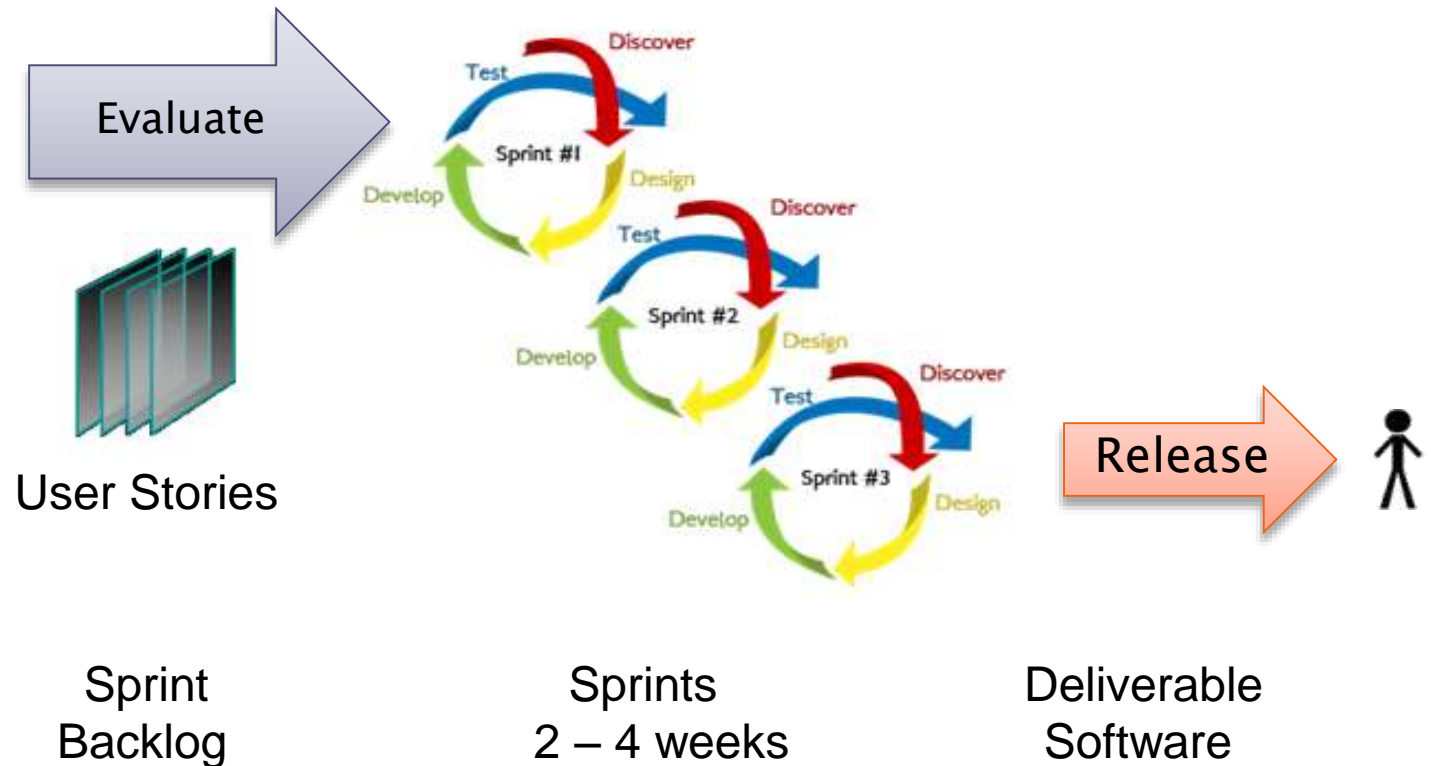 Evaluate
Discover
Test
Sprint #1
Design
Develop
Discover
Test
Sprint #2
Design
Develop
Discover
Test
Sprint #3
Design
Develop
Release
User Stories
Sprint
Backlog
Sprints
2 – 4 weeks
Deliverable
Software